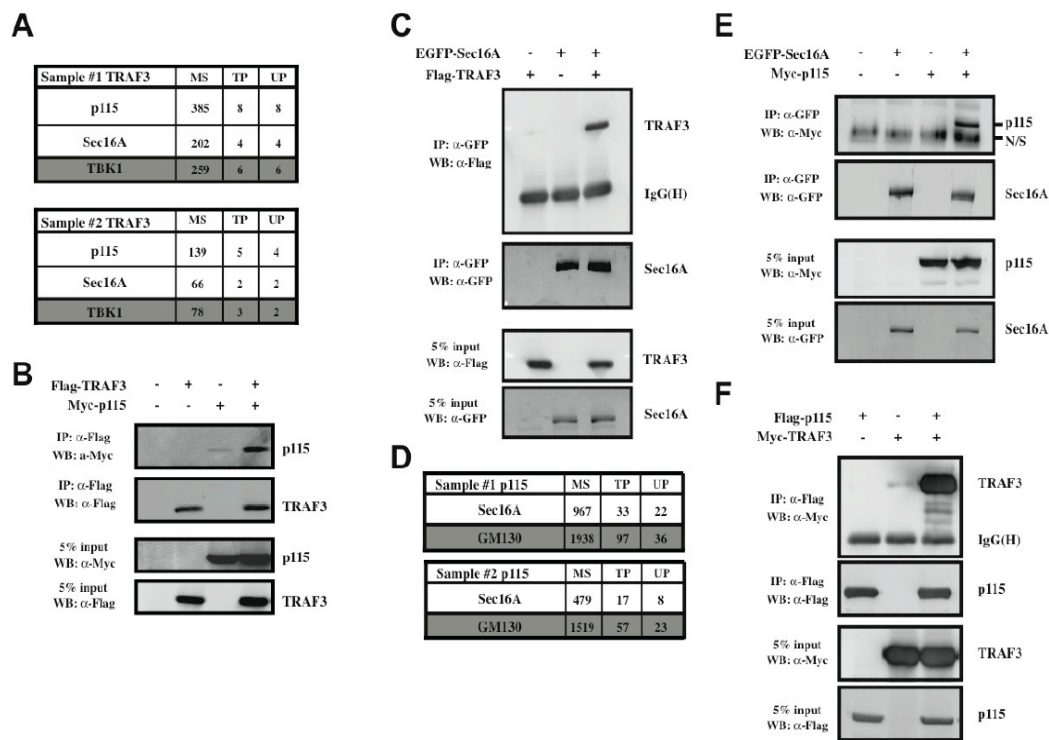 A
Sample #1 TRAF3 MS TP UP
p115 385 8 8
Sec16A 202 4 4
TBK1 259 6 6
Sample #2 TRAF3 MS TP UP
p115 139 5 4
Sec16A 66 2 2
TBK1 78 3 2
B
Flag-TRAF3 - + - +
Myc-p115 - - + +
IP: α-Flag
WB: a-Myc
p115
IP: α-Flag
WB: α-Flag
TRAF3
5% input
WB: α-Myc
p115
5% input
WB: α-Flag
TRAF3
C
EGFP-Sec16A - + +
Flag-TRAF3 + - +
TRAF3
IP: α-GFP
WB: α-Flag
IgG(H)
IP: α-GFP
WB: α-GFP
Sec16A
5% input
WB: α-Flag
TRAF3
5% input
WB: α-GFP
Sec16A
D
Sample #1 p115 MS TP UP
Sec16A 967 33 22
GM130 1938 97 36
Sample #2 p115 MS TP UP
Sec16A 479 17 8
GM130 1519 57 23
E
EGFP-Sec16A - + - +
Myc-p115 - - + +
IP: α-GFP
WB: α-Myc
p115
N/S
IP: α-GFP
WB: α-GFP
Sec16A
5% input
WB: α-Myc
p115
5% input
WB: α-GFP
Sec16A
F
Flag-p115 + - +
Myc-TRAF3 - + +
TRAF3
IP: α-Flag
WB: α-Myc
IgG(H)
IP: α-Flag
WB: α-Flag
p115
5% input
WB: α-Myc
TRAF3
5% input
WB: α-Flag
p115